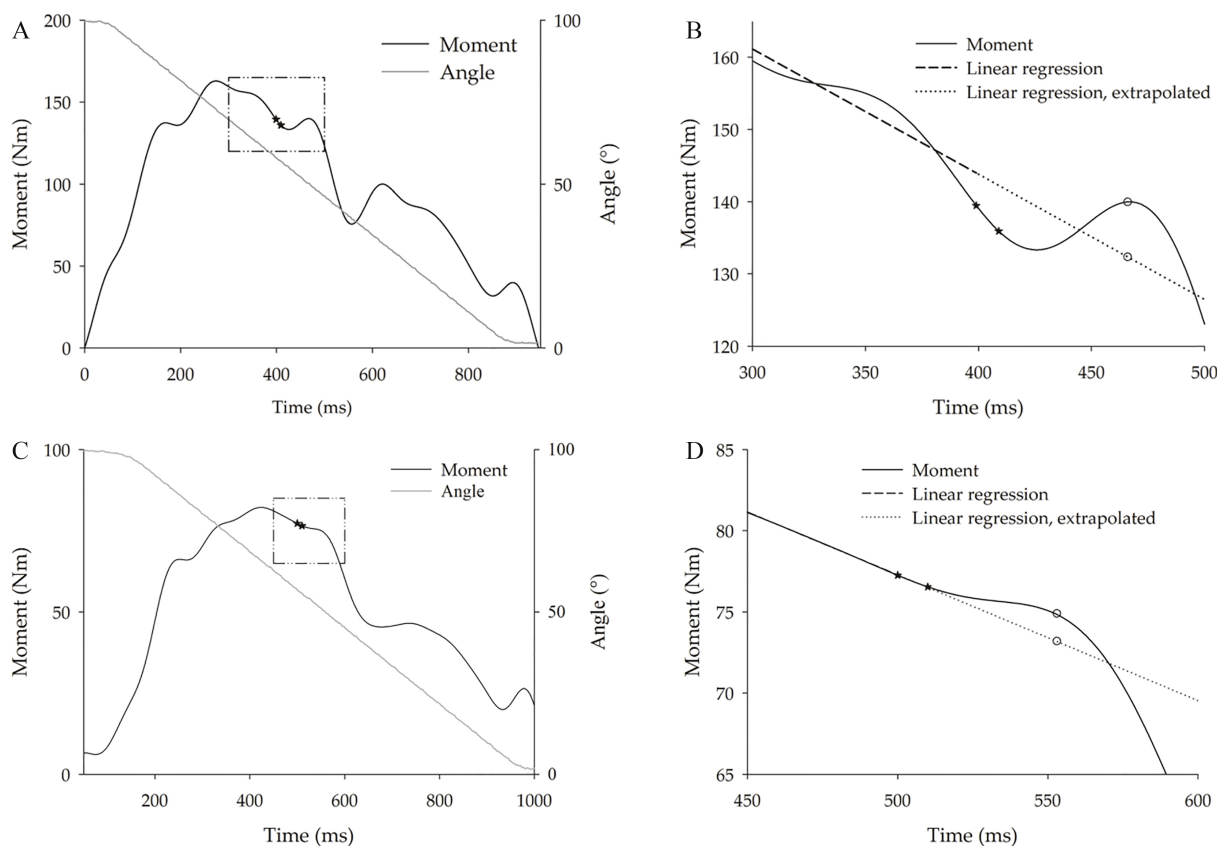 A
200
150
100
50
0
Moment (Nm)
Moment
Angle
100
50
0
Angle (°)
0 200 400 600 800
Time (ms)
B
160
150
140
130
120
Moment (Nm)
Moment
Linear regression
Linear regression, extrapolated
300 350 400 450 500
Time (ms)
C
100
50
0
Moment (Nm)
Moment
Angle
100
50
0
Angle (°)
200 400 600 800 1000
Time (ms)
D
85
80
75
70
65
Moment (Nm)
Moment
Linear regression
Linear regression, extrapolated
450 500 550 600
Time (ms)